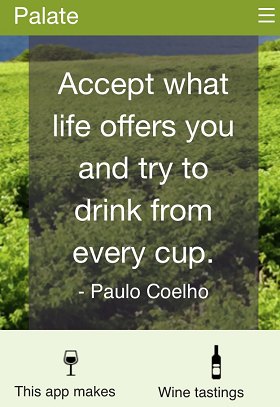 Palate
Accept what
life offers you
and try to
drink from
every cup.
- Paulo Coelho
This app makes
Wine tastings